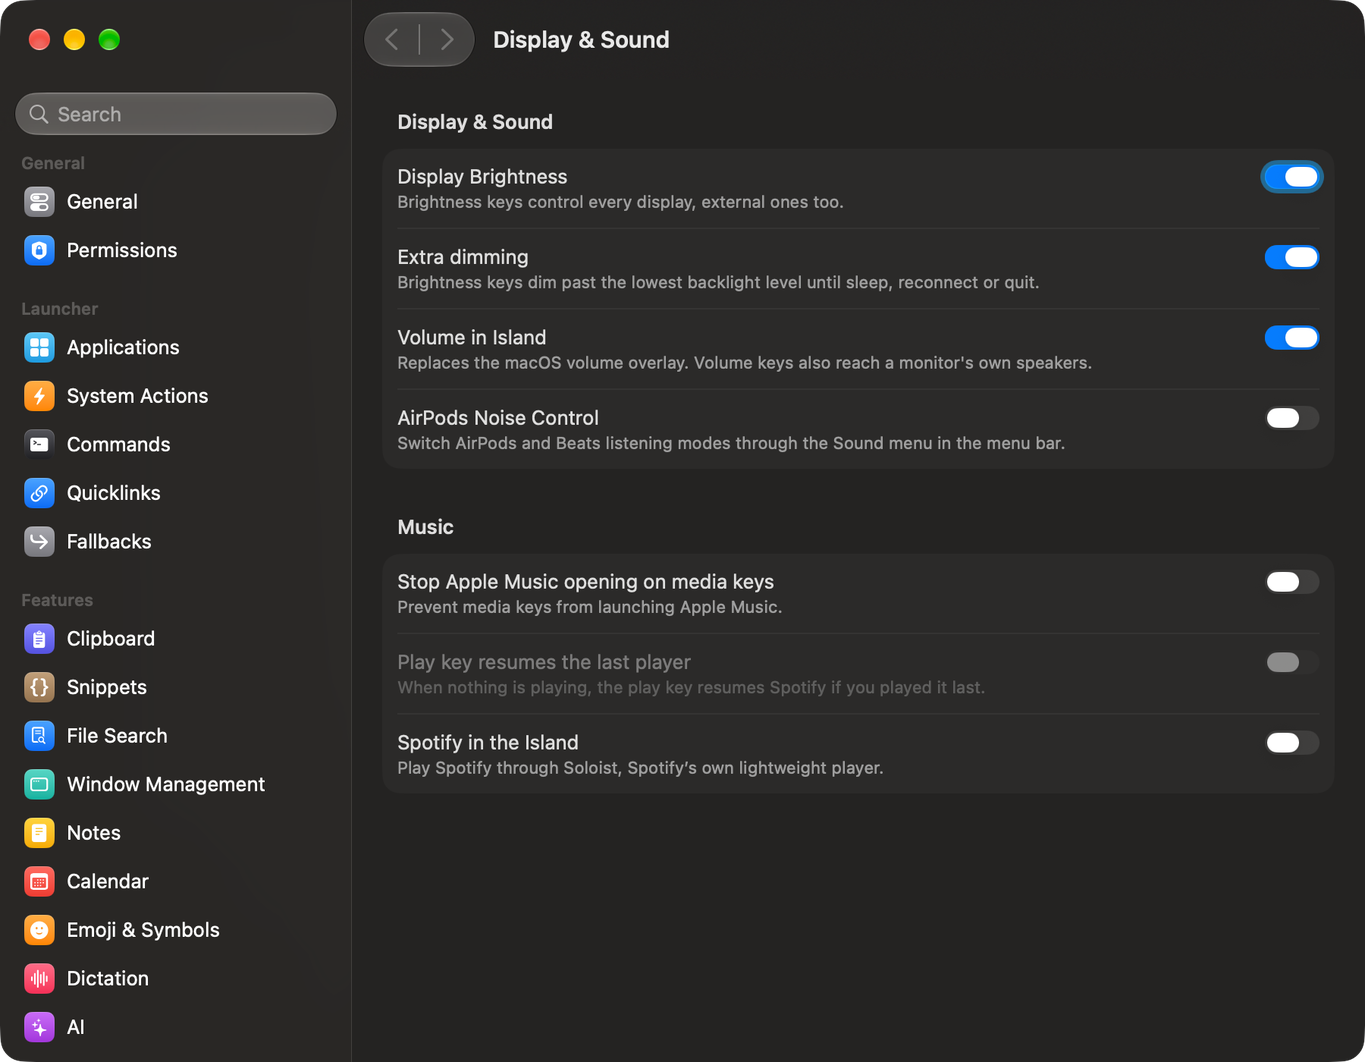 Display & Sound
Search
General
General
Permissions
Launcher
Applications
System Actions
Commands
Quicklinks
Fallbacks
Features
Clipboard
Snippets
File Search
Window Management
Notes
Calendar
Emoji & Symbols
Dictation
AI
Display & Sound
Display Brightness
Brightness keys control every display, external ones too.
Extra dimming
Brightness keys dim past the lowest backlight level until sleep, reconnect or quit.
Volume in Island
Replaces the macOS volume overlay. Volume keys also reach a monitor's own speakers.
AirPods Noise Control
Switch AirPods and Beats listening modes through the Sound menu in the menu bar.
Music
Stop Apple Music opening on media keys
Prevent media keys from launching Apple Music.
Play key resumes the last player
When nothing is playing, the play key resumes Spotify if you played it last.
Spotify in the Island
Play Spotify through Soloist, Spotify’s own lightweight player.